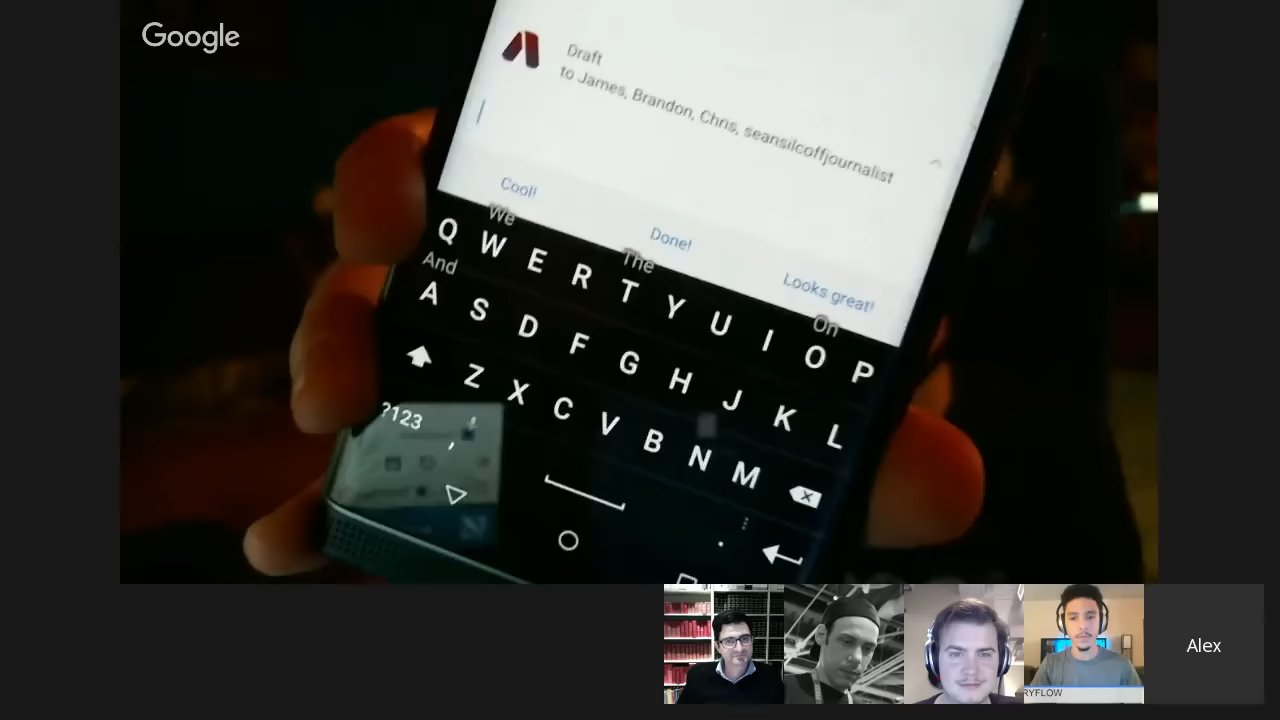 Google
Draft
to James, Brandon, Chris, seansilcoffjournalist
Cool!
Done!
Looks great!
We
The
On
Q W E R T Y U I O P
And
A S D F G H J K L
Z X C V B N M
?123 , .
RYFLOW
Alex